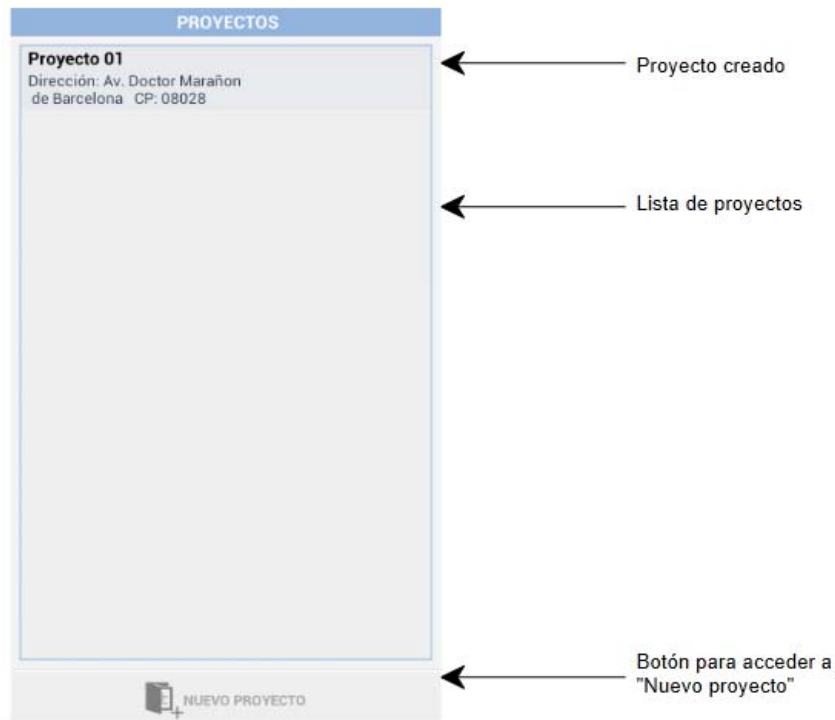 PROYECTOS
Proyecto 01
Dirección: Av. Doctor Marañon
de Barcelona CP: 08028
Proyecto creado
Lista de proyectos
Botón para acceder a
"Nuevo proyecto"
NUEVO PROYECTO